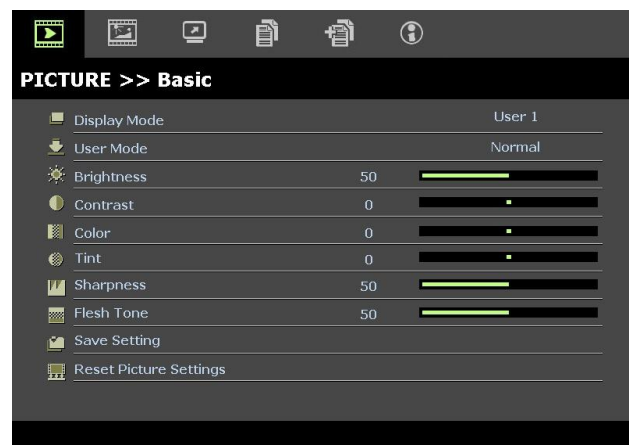 PICTURE >> Basic
Display Mode User 1
User Mode Normal
Brightness 50
Contrast 0
Color 0
Tint 0
Sharpness 50
Flesh Tone 50
Save Setting
Reset Picture Settings